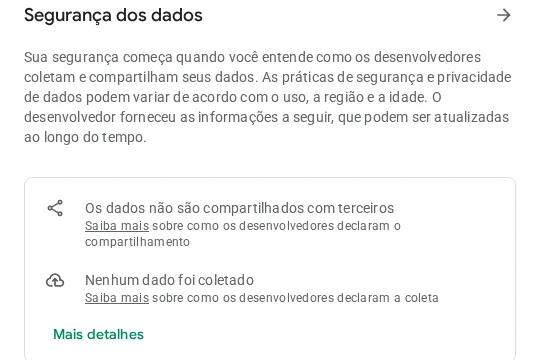 Segurança dos dados
Sua segurança começa quando você entende como os desenvolvedores
coletam e compartilham seus dados. As práticas de segurança e privacidade
de dados podem variar de acordo com o uso, a região e a idade. O
desenvolvedor forneceu as informações a seguir, que podem ser atualizadas
ao longo do tempo.
Os dados não são compartilhados com terceiros
Saiba mais sobre como os desenvolvedores declaram o
compartilhamento
Nenhum dado foi coletado
Saiba mais sobre como os desenvolvedores declaram a coleta
Mais detalhes